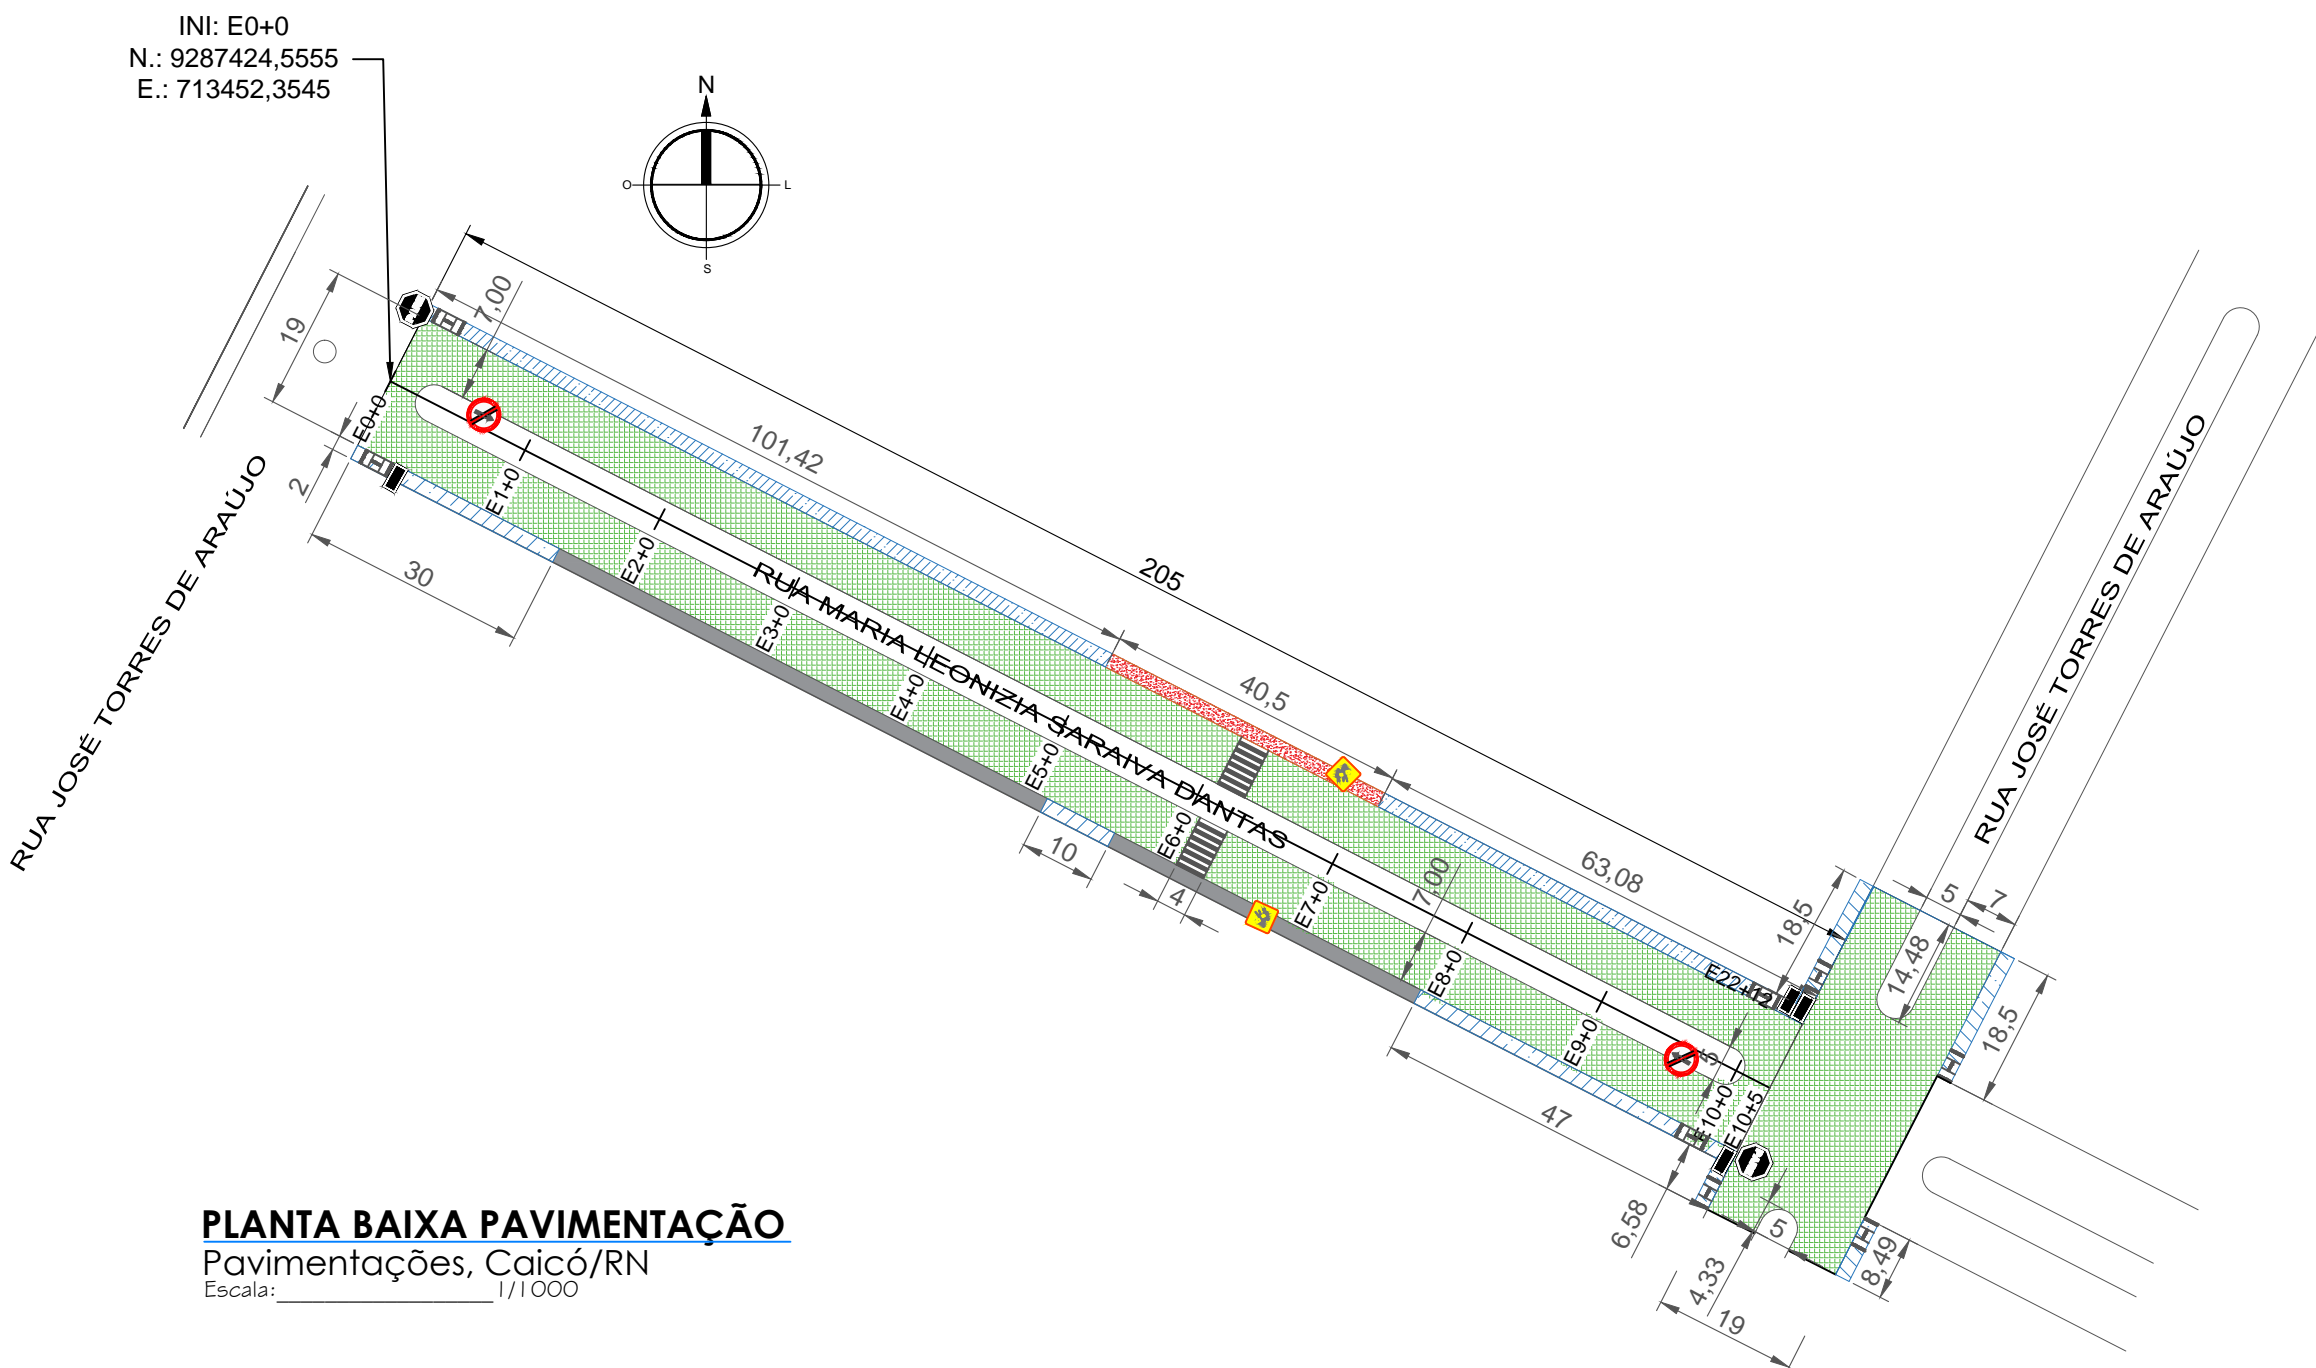 INI: E0+0
N.: 9287424,5555
E.: 713452,3545
N
O
L
S
19
7,00
E0+0
2
101,42
E1+0
30
E2+0
RUA JOSÉ TORRES DE ARAÚJO
RUA MARIA LEONIZIA SARAIVA DANTAS
205
E3+0
E4+0
40,5
E5+0
10
E6+0
4
E7+0
7,00
63,08
E8+0
E9+0
47
5
E10+0
E10+5
E22+12
18,5
5
7
14,48
18,5
RUA JOSÉ TORRES DE ARAÚJO
6,58
4,33
5
19
8,49
PLANTA BAIXA PAVIMENTAÇÃO
Pavimentações, Caicó/RN
Escala:__________________1/1000